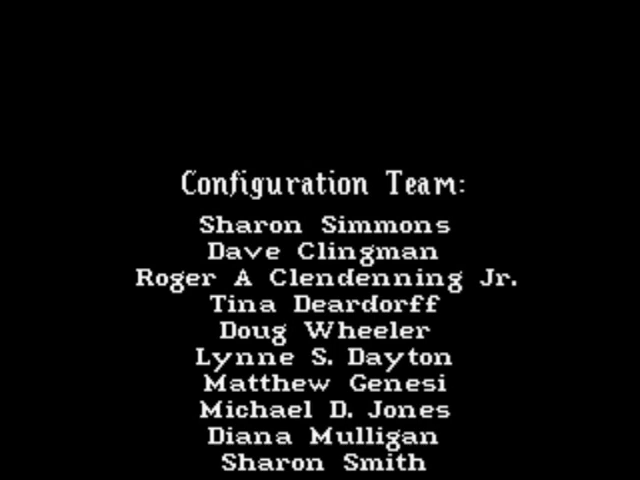 Configuration Team:
Sharon Simmons
Dave Clingman
Roger A Clendenning Jr.
Tina Deardorff
Doug Wheeler
Lynne S. Dayton
Matthew Genesi
Michael D. Jones
Diana Mulligan
Sharon Smith